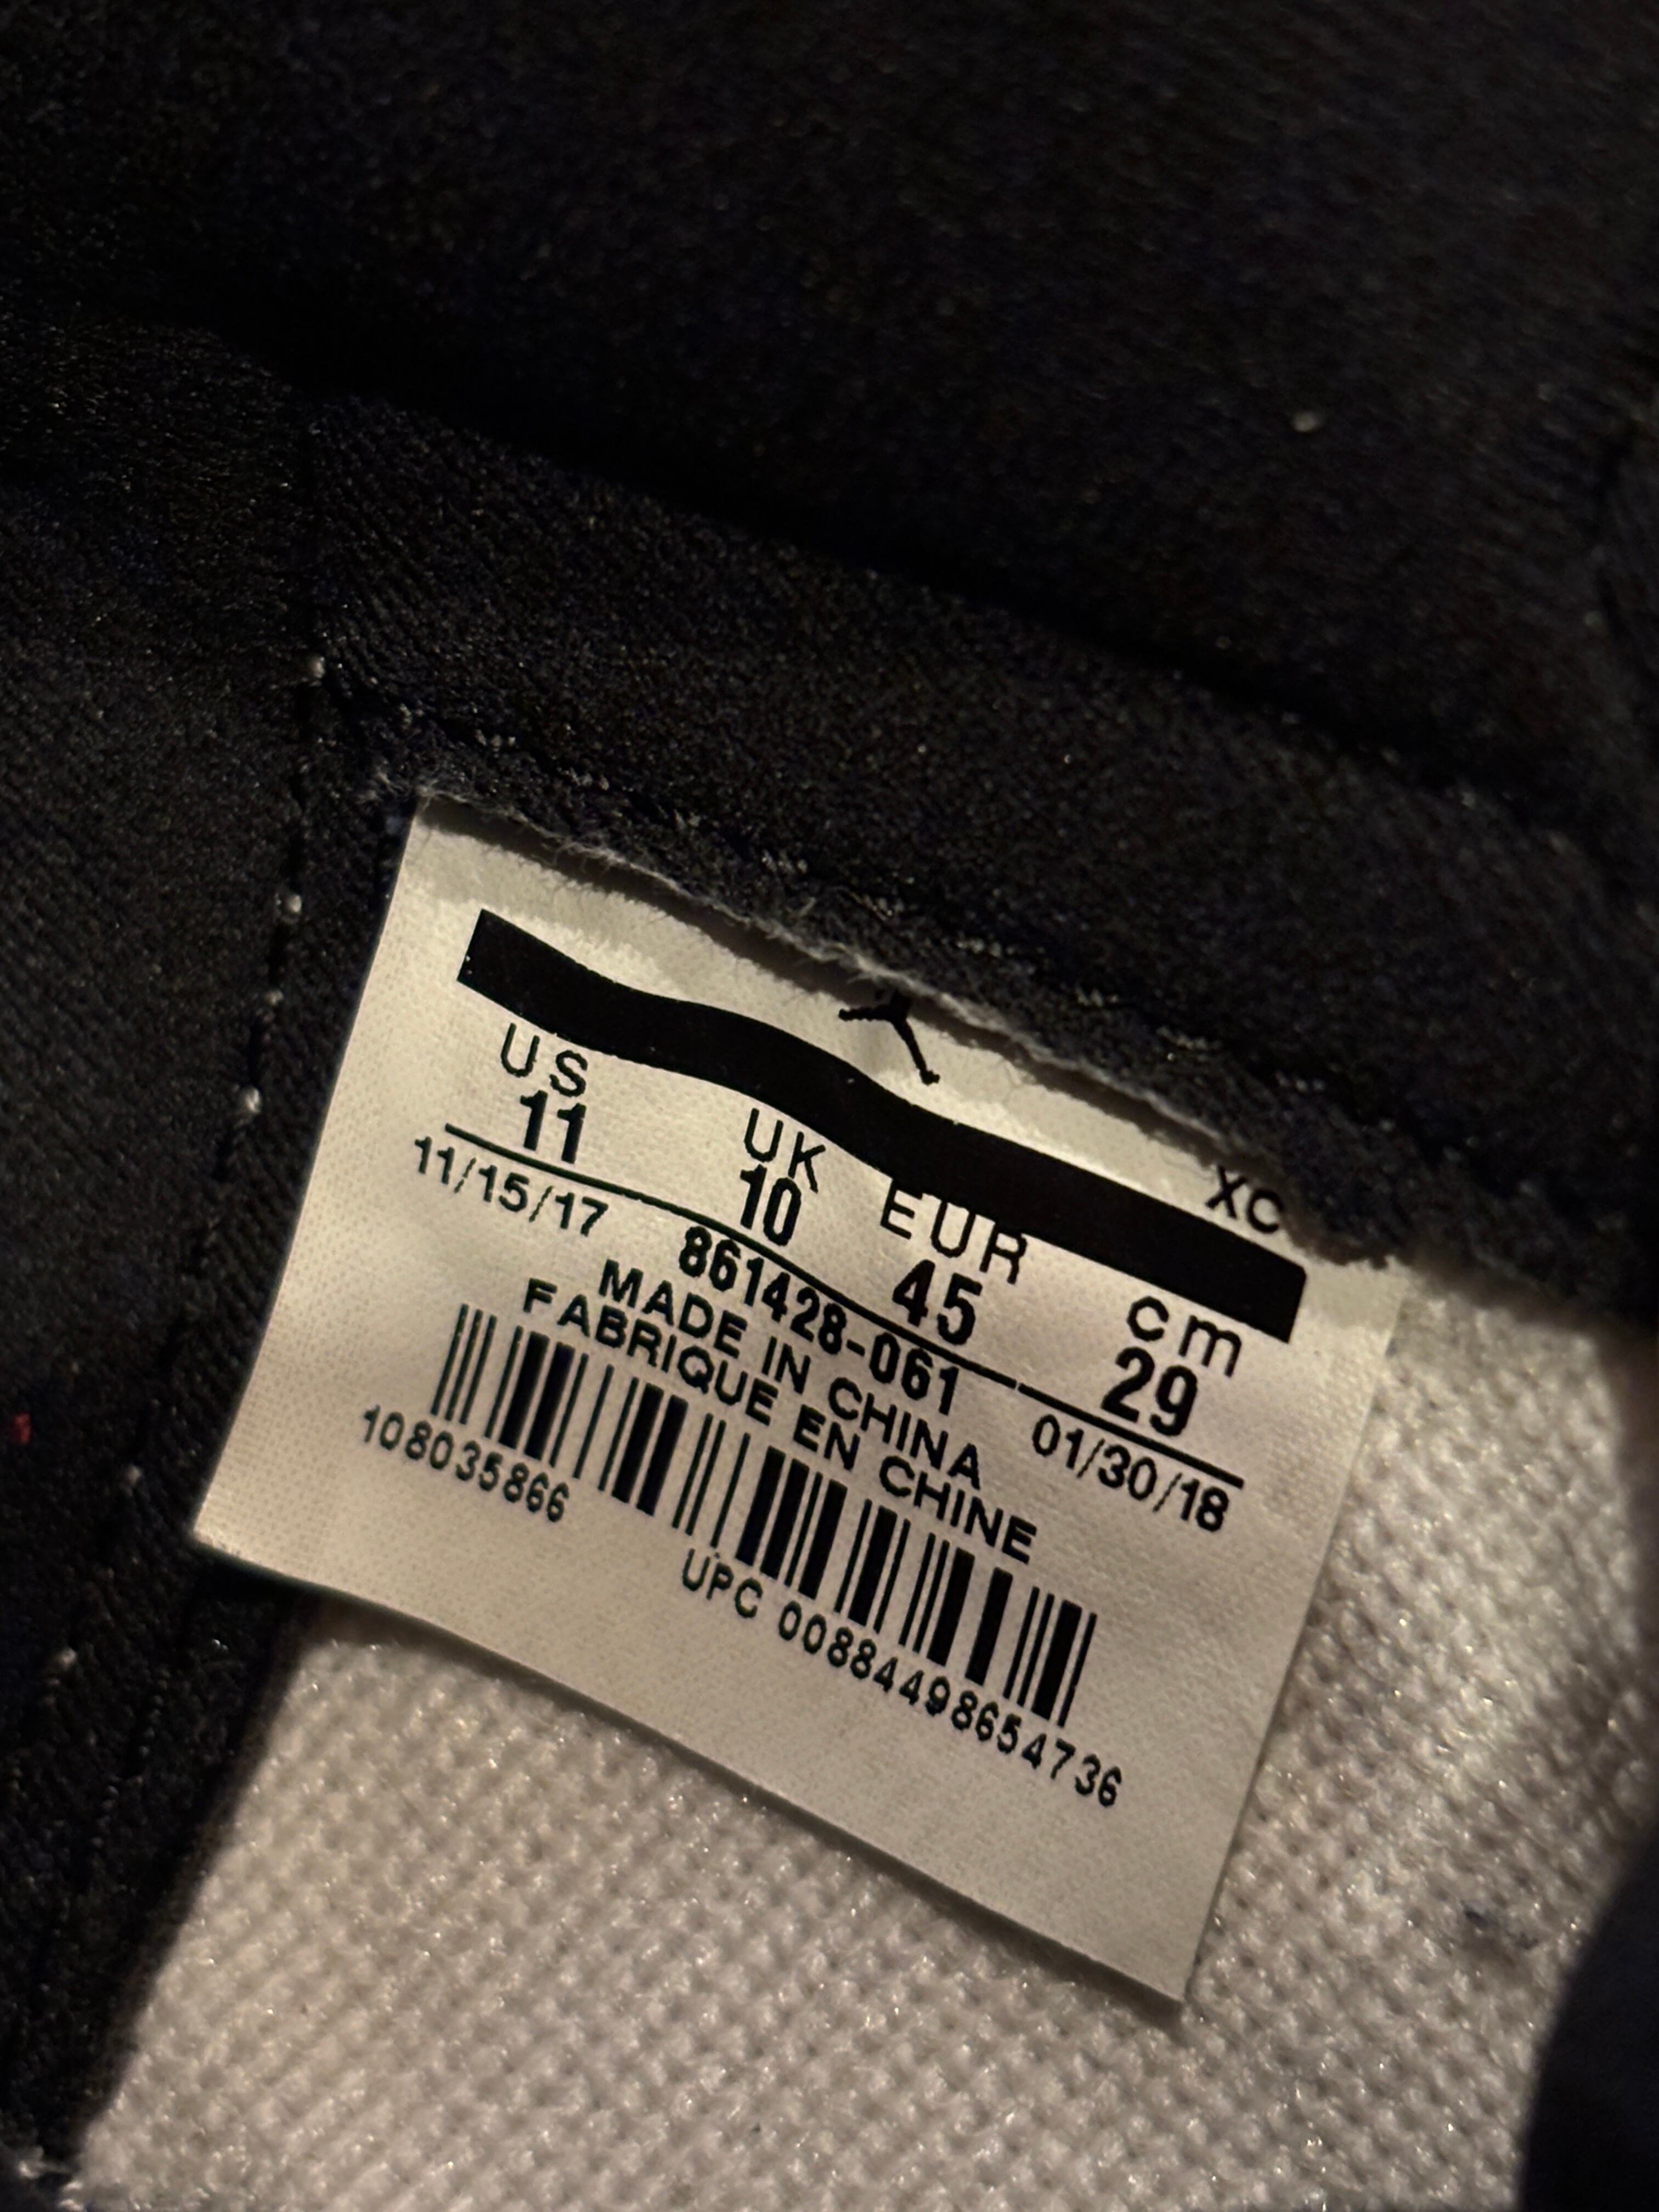 XC
US UK EUR cm
11 10 45 29
11/15/17 861428-061 01/30/18
MADE IN CHINA
FABRIQUE EN CHINE
108035866 UPC 00884498654736